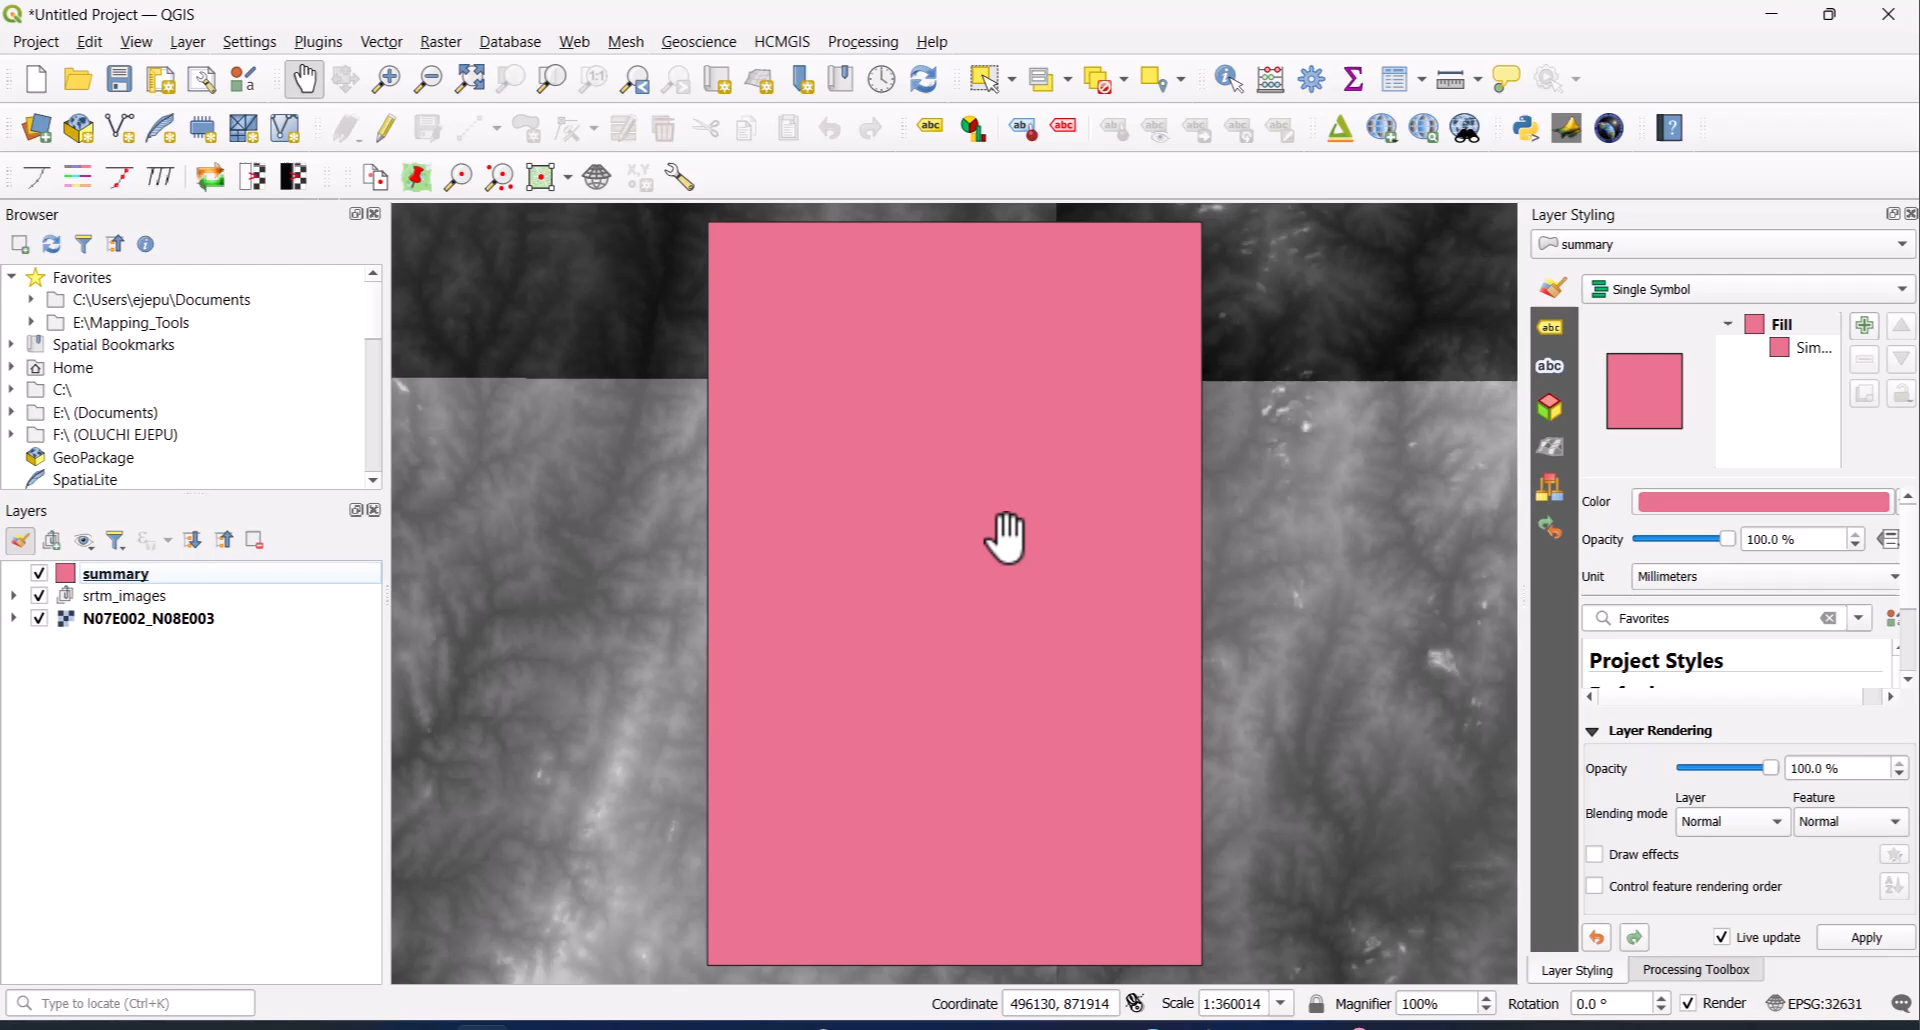 *Untitled Project — QGIS
Project Edit View Layer Settings Plugins Vector Raster Database Web Mesh Geoscience HCMGIS Processing Help
Browser
Favorites
C:\Users\ejepu\Documents
E:\Mapping_Tools
Spatial Bookmarks
Home
C:\
E:\ (Documents)
F:\ (OLUCHI EJEPU)
GeoPackage
SpatiaLite
Layers
summary
srtm_images
N07E002_N08E003
Type to locate (Ctrl+K)
Layer Styling
summary
Single Symbol
Fill
Sim...
Color
Opacity 100.0 %
Unit Millimeters
Favorites
Project Styles
Layer Rendering
Opacity 100.0 %
Layer Feature
Blending mode Normal Normal
Draw effects
Control feature rendering order
Live update Apply
Layer Styling Processing Toolbox
Coordinate 496130, 871914 Scale 1:360014 Magnifier 100% Rotation 0.0 ° Render EPSG:32631